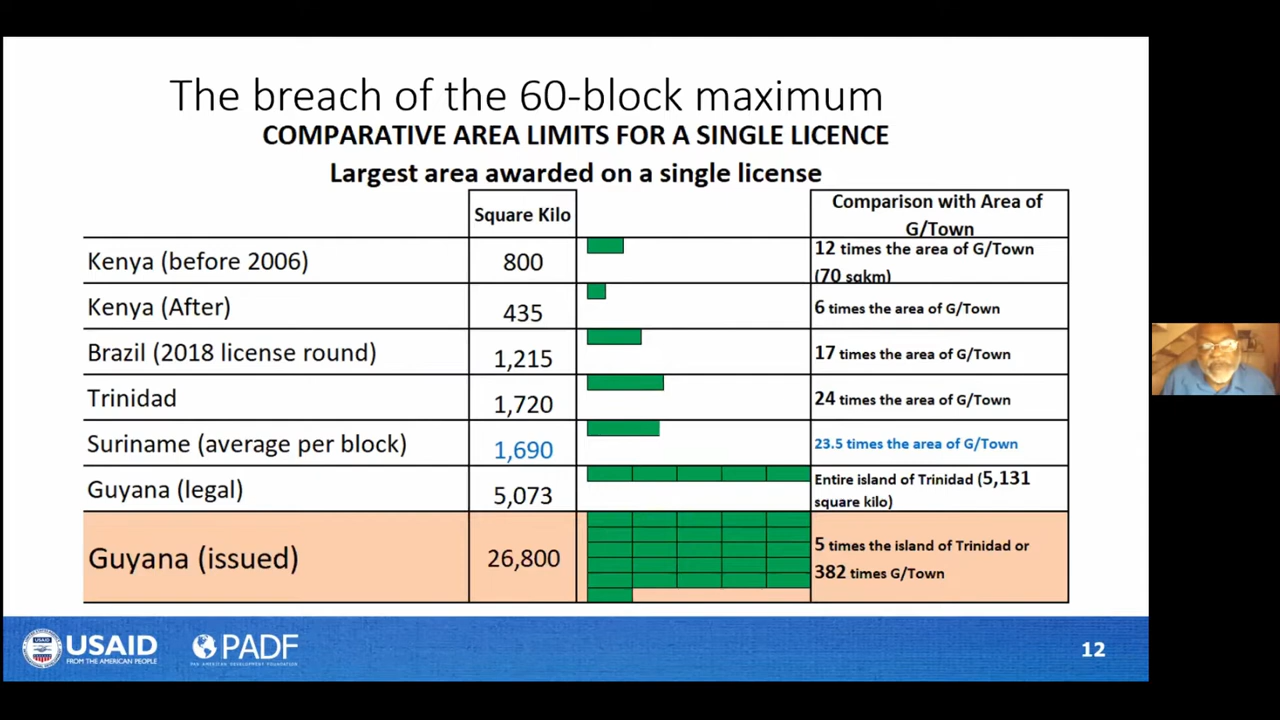 The breach of the 60-block maximum
COMPARATIVE AREA LIMITS FOR A SINGLE LICENCE
Largest area awarded on a single license
Square Kilo
Comparison with Area of
G/Town
Kenya (before 2006)
800
12 times the area of G/Town
(70 sqkm)
Kenya (After)
435
6 times the area of G/Town
Brazil (2018 license round)
1,215
17 times the area of G/Town
Trinidad
1,720
24 times the area of G/Town
Suriname (average per block)
1,690
23.5 times the area of G/Town
Guyana (legal)
5,073
Entire island of Trinidad (5,131
square kilo)
Guyana (issued)
26,800
5 times the island of Trinidad or
382 times G/Town
USAID
FROM THE AMERICAN PEOPLE
PADF
PAN AMERICAN DEVELOPMENT FOUNDATION
12